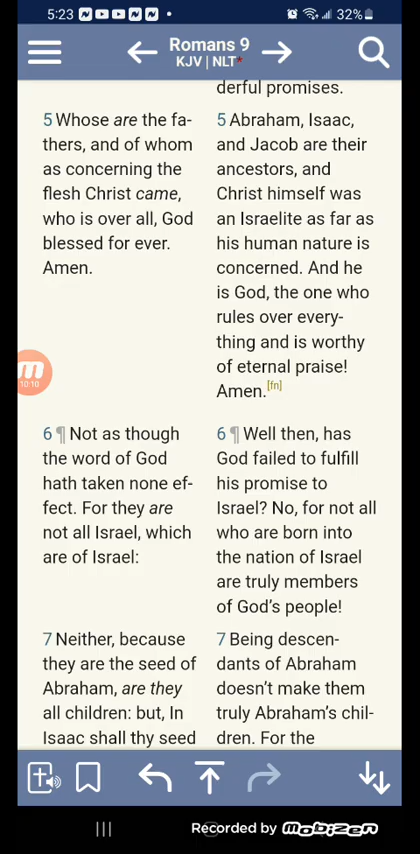 5:23
32%
Romans 9
KJV | NLT*
derful promises.
5 Whose are the fa-
thers, and of whom
as concerning the
flesh Christ came,
who is over all, God
blessed for ever.
Amen.
5 Abraham, Isaac,
and Jacob are their
ancestors, and
Christ himself was
an Israelite as far as
his human nature is
concerned. And he
is God, the one who
rules over every-
thing and is worthy
of eternal praise!
Amen.[fn]
10:10
6 ¶ Not as though
the word of God
hath taken none ef-
fect. For they are
not all Israel, which
are of Israel:
6 ¶ Well then, has
God failed to fulfill
his promise to
Israel? No, for not all
who are born into
the nation of Israel
are truly members
of God's people!
7 Neither, because
they are the seed of
Abraham, are they
all children: but, In
Isaac shall thy seed
7 Being descen-
dants of Abraham
doesn't make them
truly Abraham's chil-
dren. For the
Recorded by mobizen